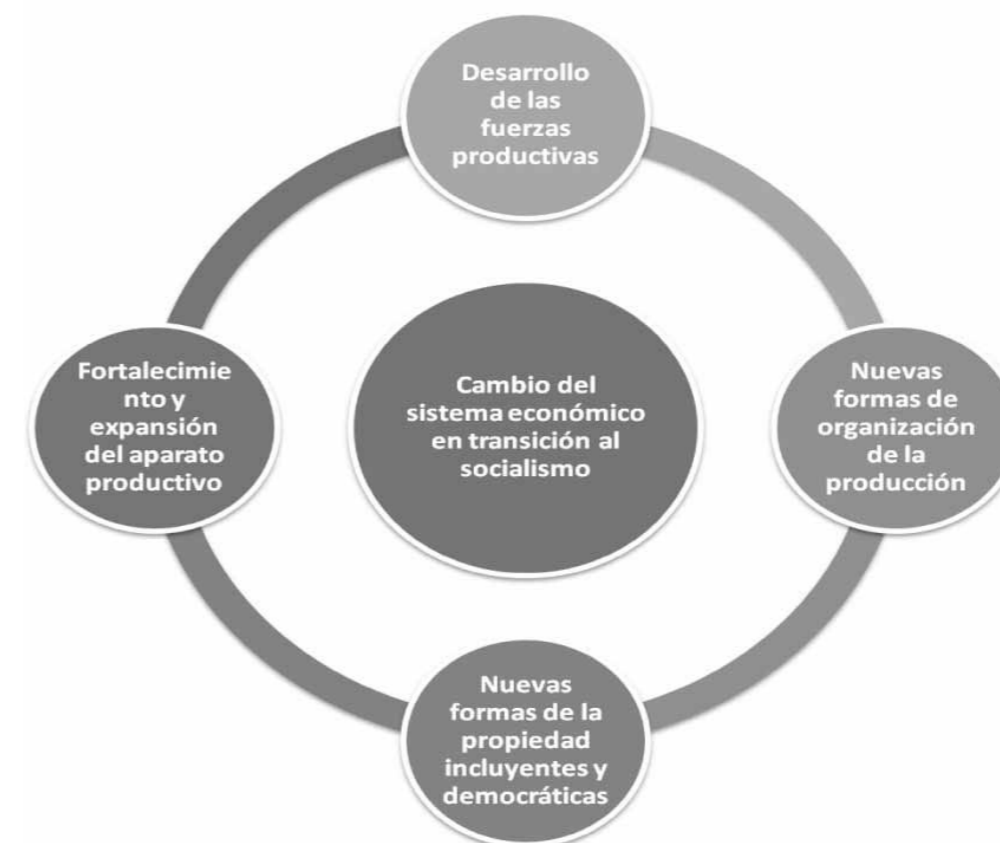 Desarrollo
de las
fuerzas
productivas
Fortalecimie
nto y
expansión
del aparato
productivo
Cambio del
sistema económico
en transición al
socialismo
Nuevas
formas de
organización
de la
producción
Nuevas
formas de la
propiedad
incluyentes y
democráticas